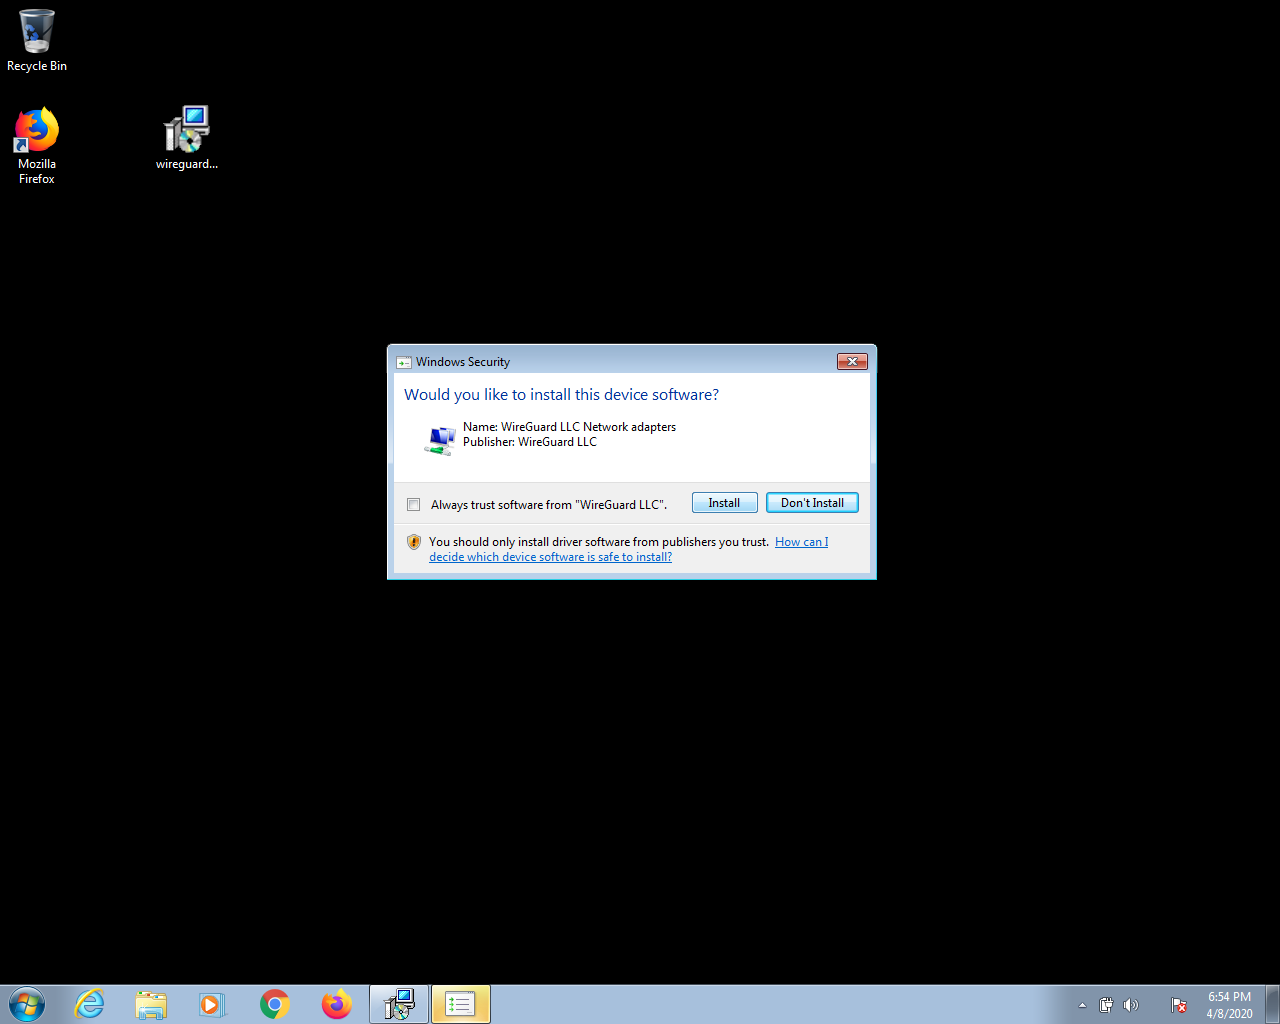 Recycle Bin
Mozilla
Firefox
wireguard...
Windows Security
Would you like to install this device software?
Name: WireGuard LLC Network adapters
Publisher: WireGuard LLC
Always trust software from "WireGuard LLC".
Install
Don't Install
You should only install driver software from publishers you trust. How can I
decide which device software is safe to install?
6:54 PM
4/8/2020